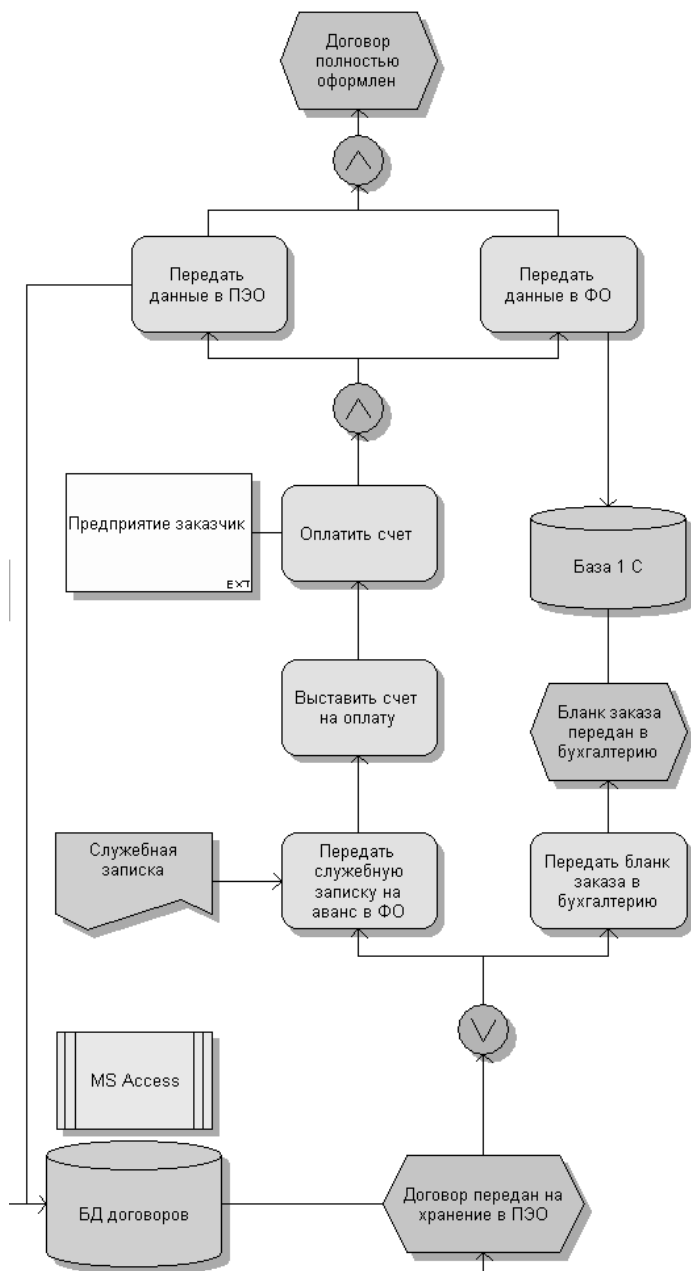 Договор
полностью
оформлен
Передать
данные в ПЭО
Передать
данные в ФО
Предприятие заказчик
EXT
Оплатить счет
База 1 С
Выставить счет
на оплату
Бланк заказа
передан в
бухгалтерию
Служебная
записка
Передать
служебную
записку на
аванс в ФО
Передать бланк
заказа в
бухгалтерию
MS Access
БД договоров
Договор передан на
хранение в ПЭО